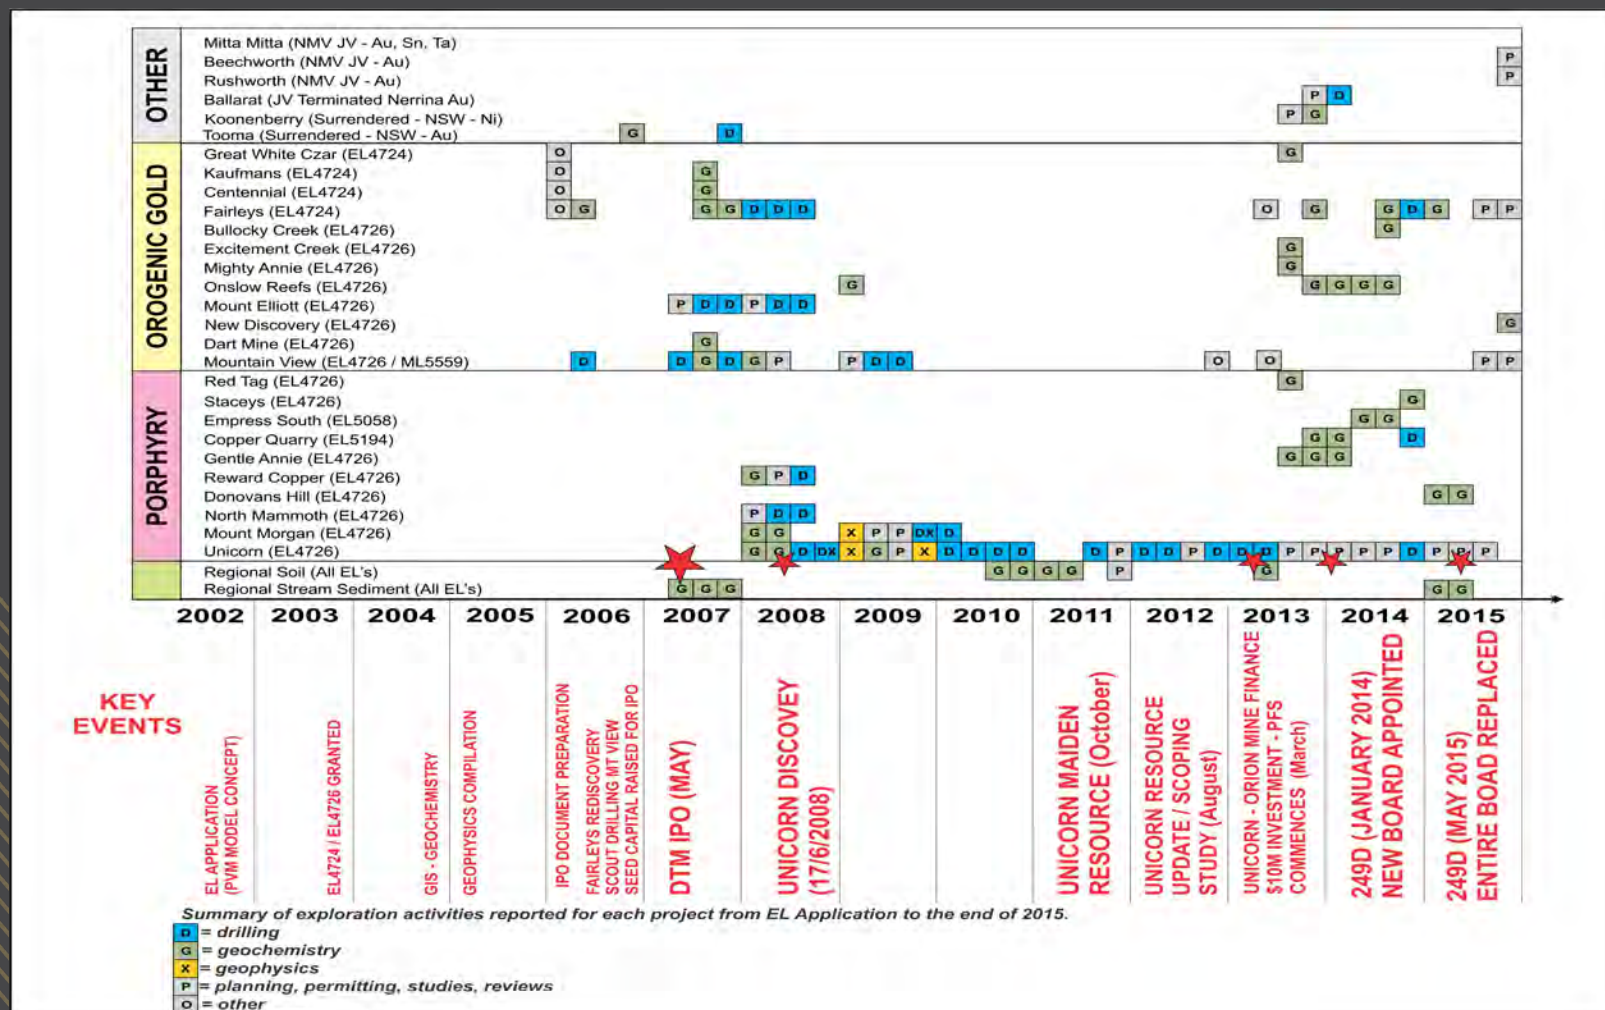 OTHER
Mitta Mitta (NMV JV - Au, Sn, Ta)
Beechworth (NMV JV - Au) P
Rushworth (NMV JV - Au) P
Ballarat (JV Terminated Nerrina Au) P D
Koonenberry (Surrendered - NSW - Ni) P G
Tooma (Surrendered - NSW - Au) G D
OROGENIC GOLD
Great White Czar (EL4724) O G
Kaufmans (EL4724) O G
Centennial (EL4724) O G
Fairleys (EL4724) O G G G D D D O G G D G P P
Bullocky Creek (EL4726) G
Excitement Creek (EL4726) G
Mighty Annie (EL4726) G
Onslow Reefs (EL4726) G G G G G
Mount Elliott (EL4726) P D D P D D
New Discovery (EL4726) G
Dart Mine (EL4726) G
Mountain View (EL4726 / ML5559) D D G D G P P D D O O P P
PORPHYRY
Red Tag (EL4726) G
Staceys (EL4726) G
Empress South (EL5058) G G
Copper Quarry (EL5194) G G D
Gentle Annie (EL4726) G G G
Reward Copper (EL4726) G P D
Donovans Hill (EL4726) G G
North Mammoth (EL4726) P D D
Mount Morgan (EL4726) G G X P P DX D
Unicorn (EL4726) G G D DX X G P X D D D D D P D D P D D D P P P P P P D P P P
Regional Soil (All EL's) G G G G P G
Regional Stream Sediment (All EL's) G G G G G
2002 2003 2004 2005 2006 2007 2008 2009 2010 2011 2012 2013 2014 2015
KEY
EVENTS
EL APPLICATION
(PVM MODEL CONCEPT)
EL4724 / EL4726 GRANTED
GIS - GEOCHEMISTRY
GEOPHYSICS COMPILATION
IPO DOCUMENT PREPARATION
FAIRLEYS REDISCOVERY
SCOUT DRILLING MT VIEW
SEED CAPITAL RAISED FOR IPO
DTM IPO (MAY)
UNICORN DISCOVEY
(17/6/2008)
UNICORN MAIDEN
RESOURCE (October)
UNICORN RESOURCE
UPDATE / SCOPING
STUDY (August)
UNICORN - ORION MINE FINANCE
$10M INVESTMENT - PFS
COMMENCES (March)
249D (JANUARY 2014)
NEW BOARD APPOINTED
249D (MAY 2015)
ENTIRE BOAD REPLACED
Summary of exploration activities reported for each project from EL Application to the end of 2015.
D = drilling
G = geochemistry
X = geophysics
P = planning, permitting, studies, reviews
O = other